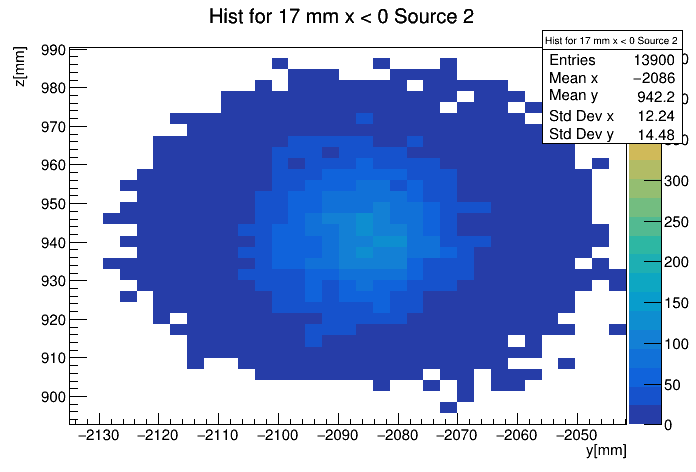 Hist for 17 mm x < 0 Source 2
Hist for 17 mm x < 0 Source 2
Entries 13900
Mean x −2086
Mean y 942.2
Std Dev x 12.24
Std Dev y 14.48
z[mm]
990
980
970
960
950
940
930
920
910
900
350
300
250
200
150
100
50
0
−2130 −2120 −2110 −2100 −2090 −2080 −2070 −2060 −2050
y[mm]